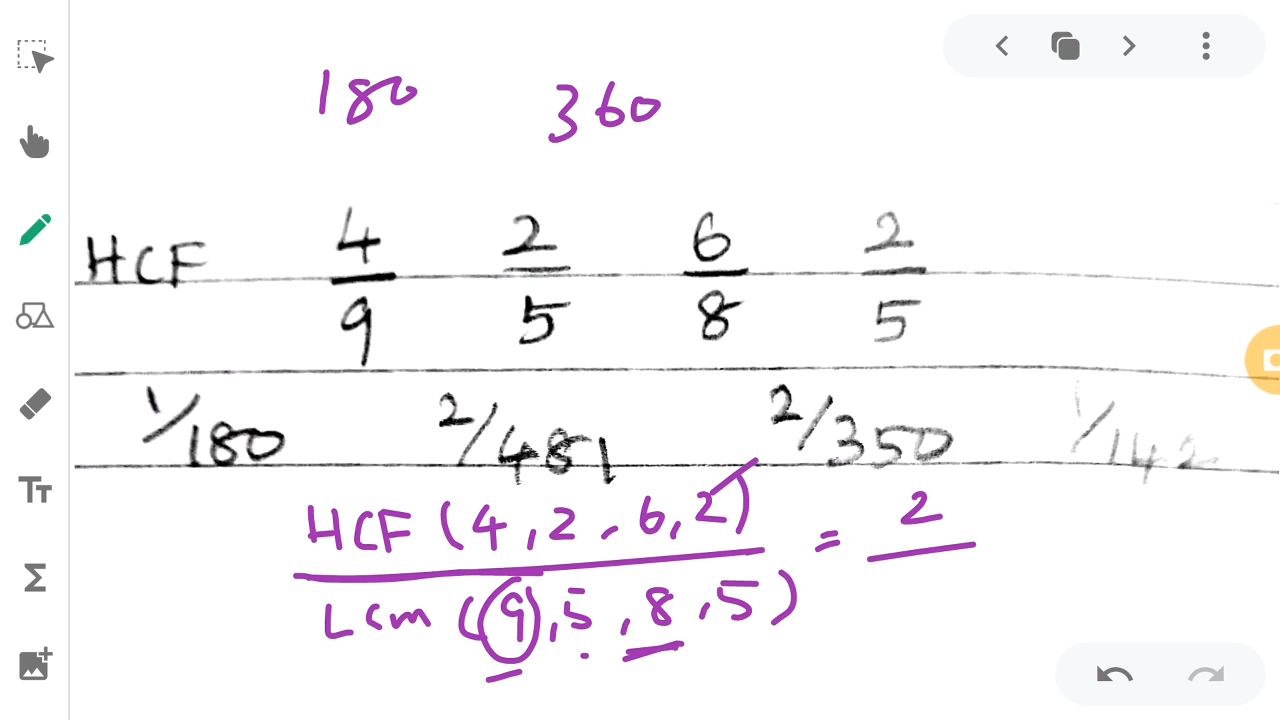 180 360
HCF 4/9 2/5 6/8 2/5
1/180 2/481 2/350 1/142
HCF (4, 2, 6, 2) = 2
Lcm (9, 5, 8, 5)
Tт
Σ